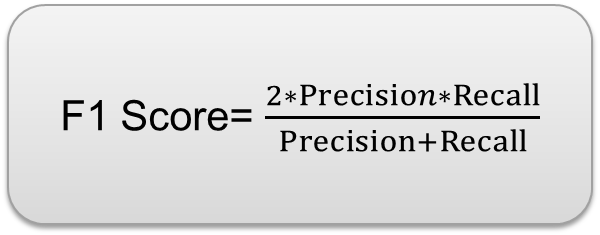 F1 Score= 2*Precision*Recall
Precision+Recall